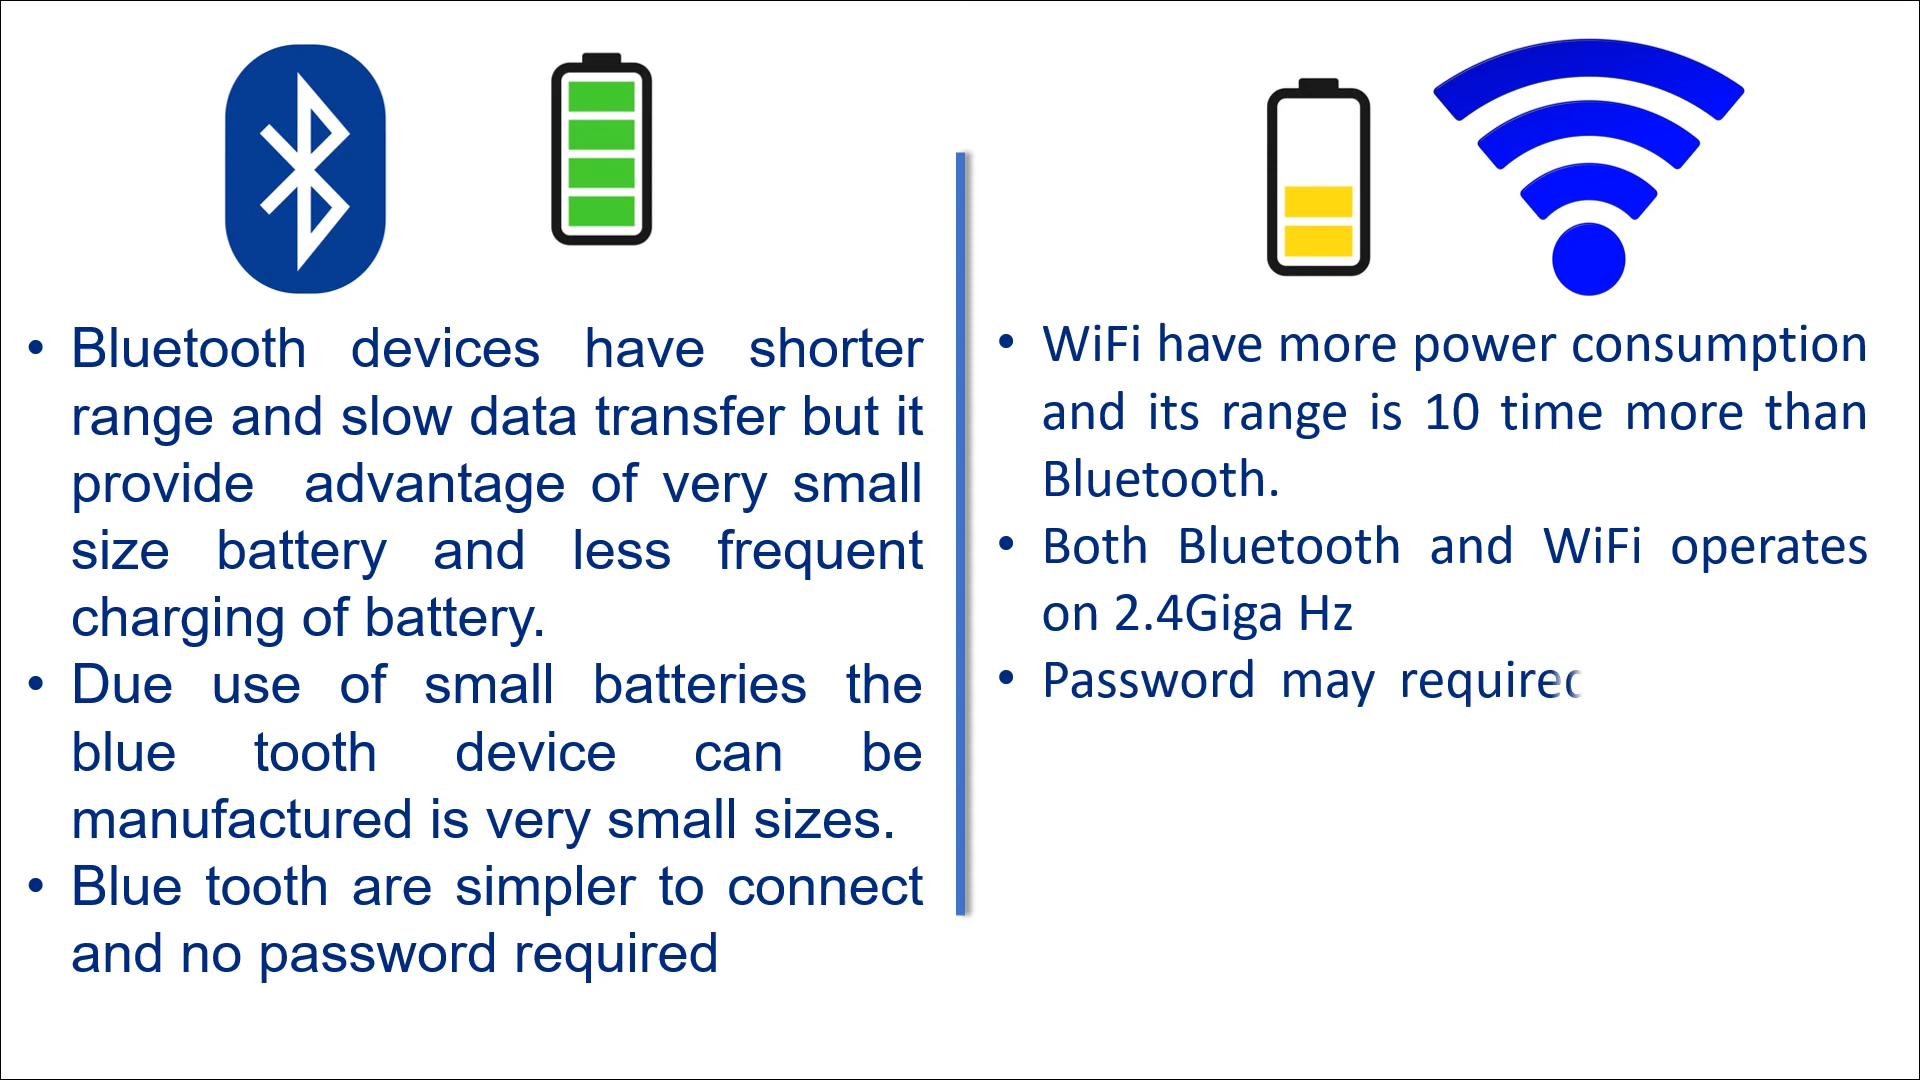 • Bluetooth devices have shorter
range and slow data transfer but it
provide advantage of very small
size battery and less frequent
charging of battery.
• Due use of small batteries the
blue tooth device can be
manufactured is very small sizes.
• Blue tooth are simpler to connect
and no password required
• WiFi have more power consumption
and its range is 10 time more than
Bluetooth.
• Both Bluetooth and WiFi operates
on 2.4Giga Hz
• Password may required